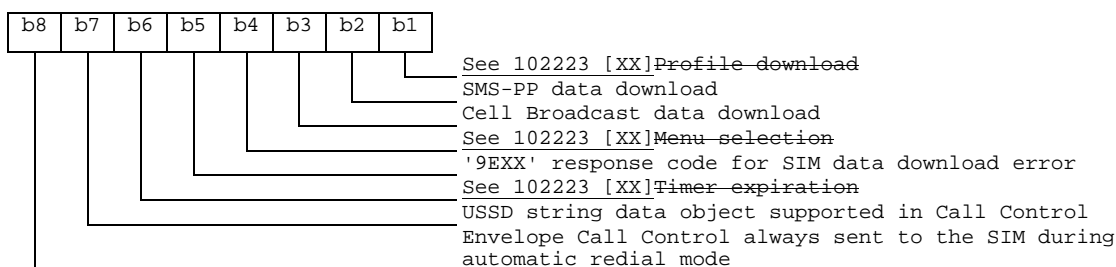 b8 b7 b6 b5 b4 b3 b2 b1
See 102223 [XX]Profile download
SMS-PP data download
Cell Broadcast data download
See 102223 [XX]Menu selection
'9EXX' response code for SIM data download error
See 102223 [XX]Timer expiration
USSD string data object supported in Call Control
Envelope Call Control always sent to the SIM during
automatic redial mode